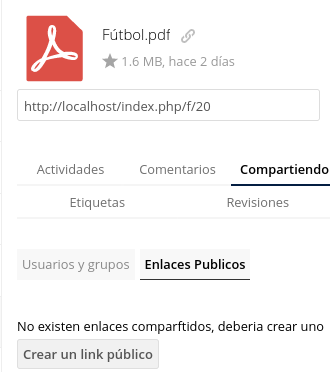 Fútbol.pdf
1.6 MB, hace 2 días
http://localhost/index.php/f/20
Actividades Comentarios Compartiendo
Etiquetas Revisiones
Usuarios y grupos Enlaces Publicos
No existen enlaces comparftidos, deberia crear uno
Crear un link público